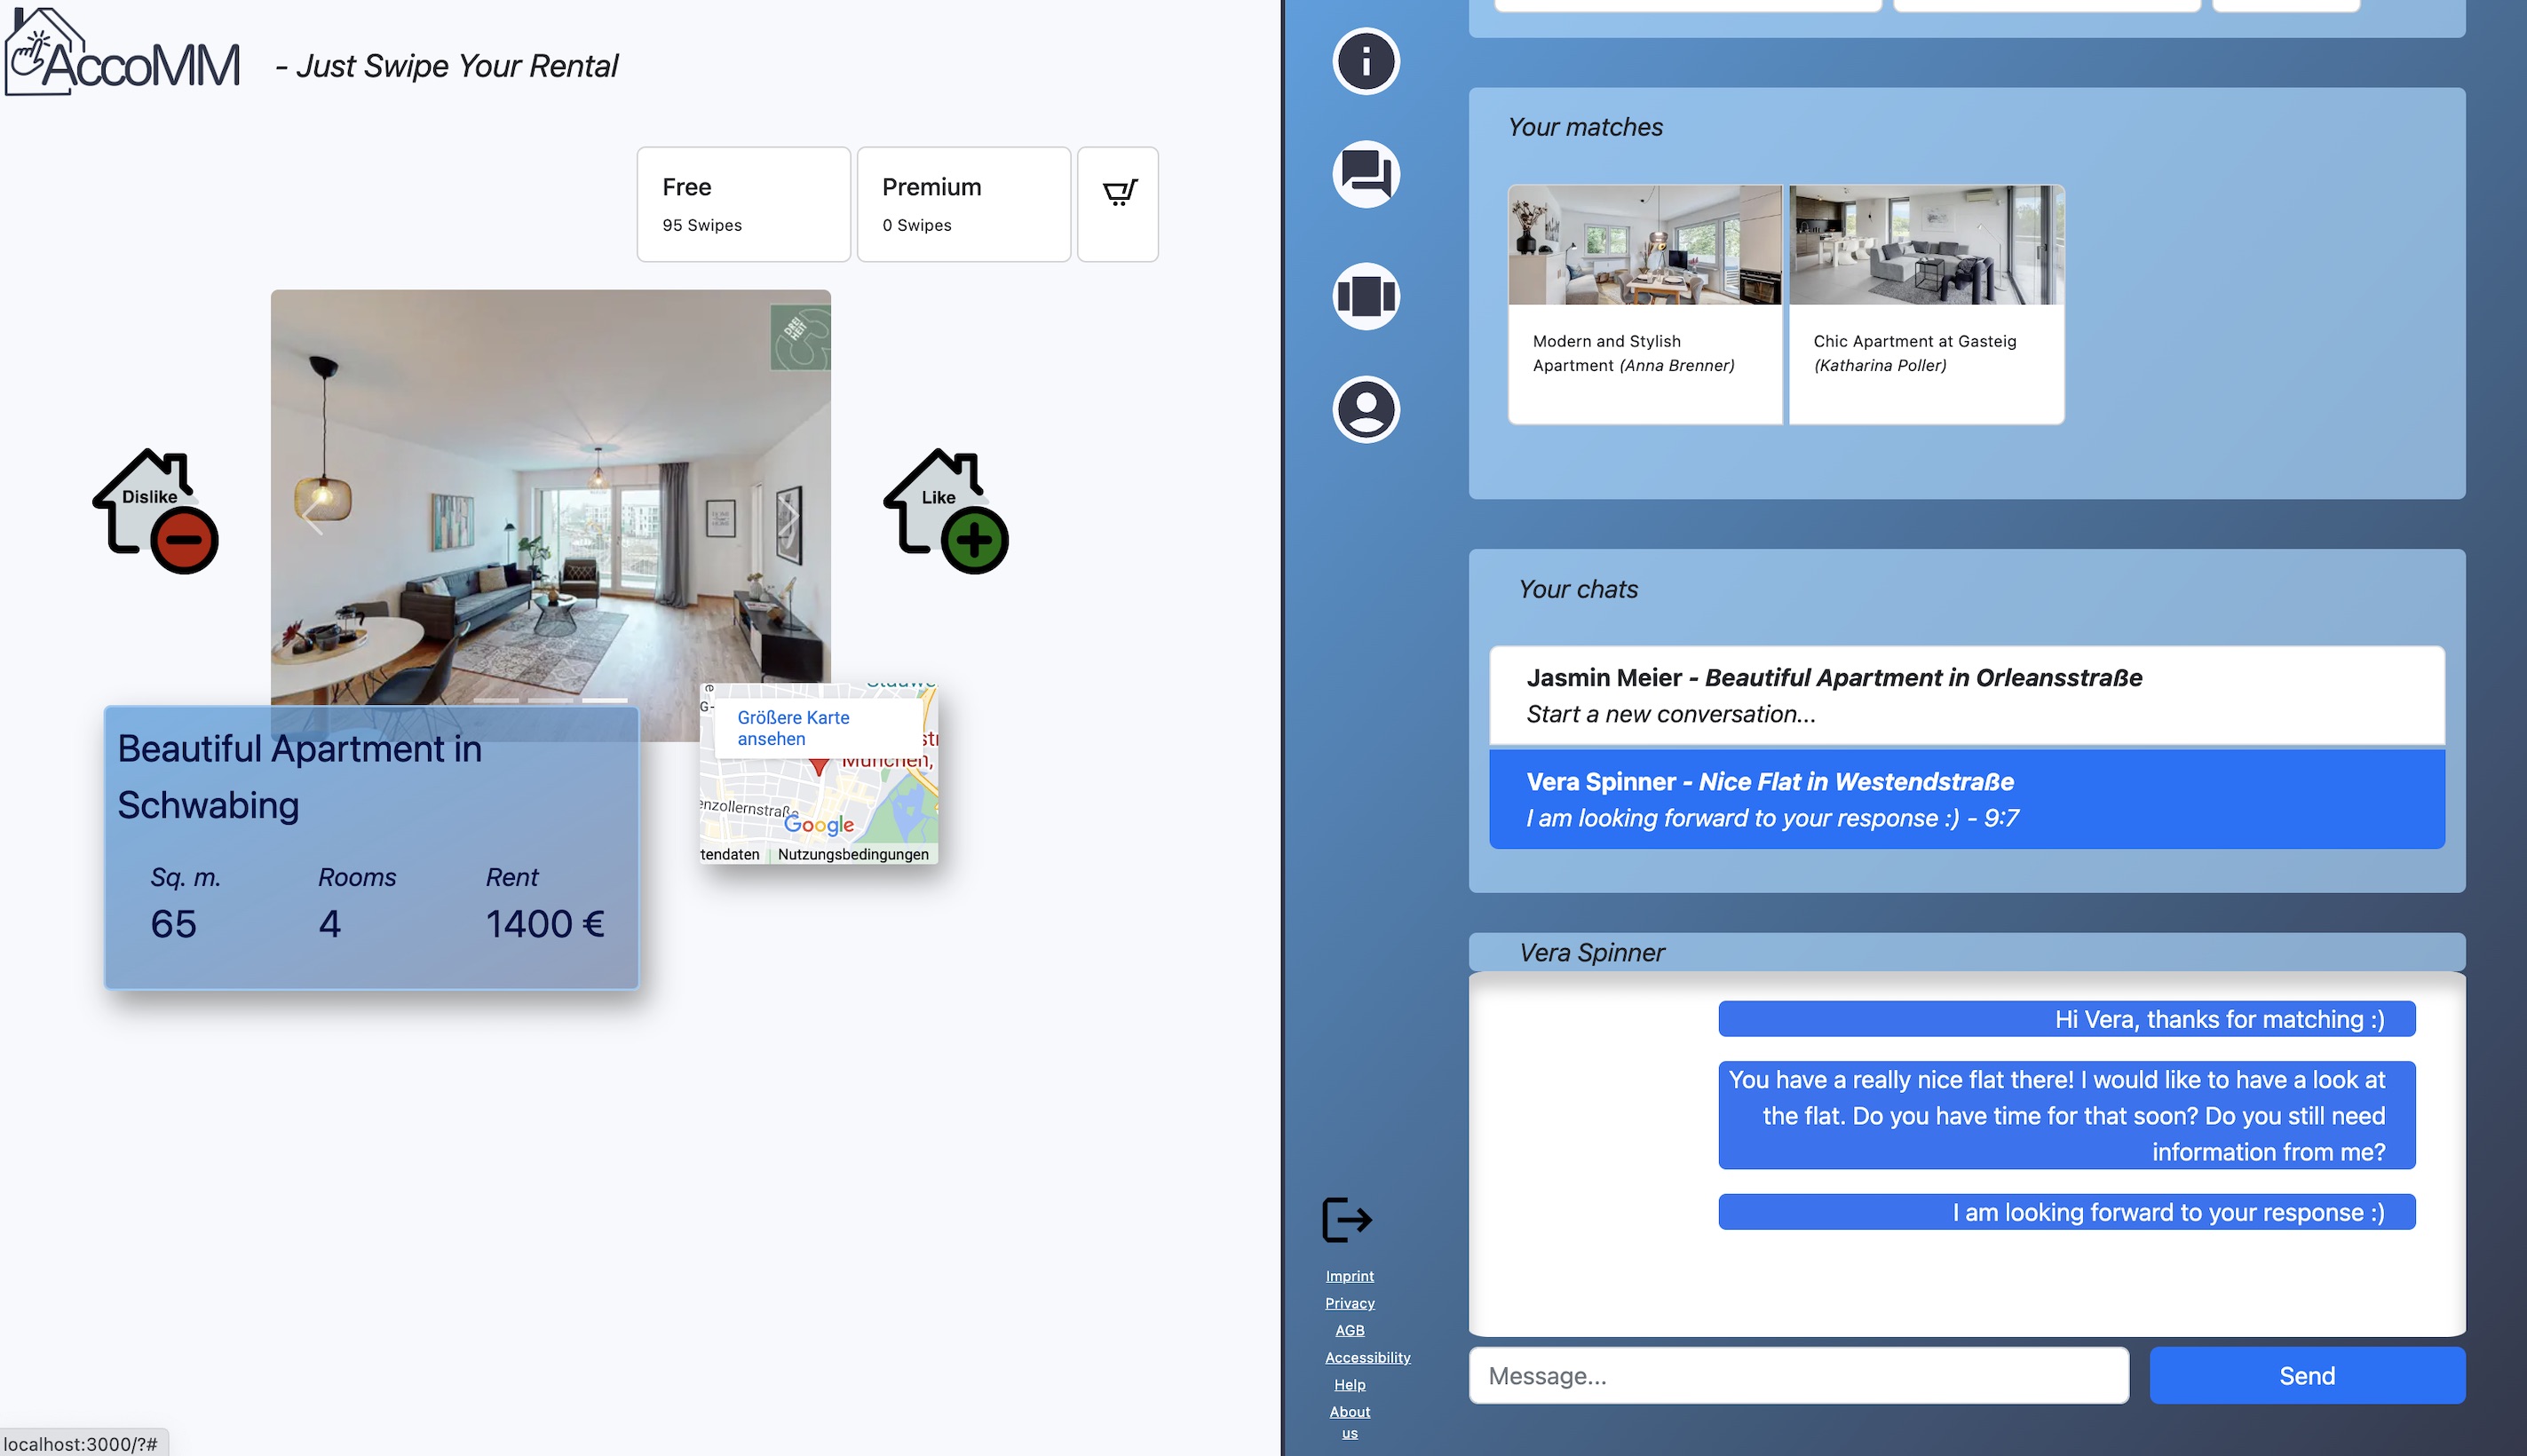 AccoMM
- Just Swipe Your Rental
Free
95 Swipes
Premium
0 Swipes
DREI
HEIT
Dislike
Like
Größere Karte
ansehen
München,
enzollernstraße
Google
tendaten
Nutzungsbedingungen
Beautiful Apartment in
Schwabing
Sq. m.
Rooms
Rent
65
4
1400 €
localhost:3000/?#
Imprint
Privacy
AGB
Accessibility
Help
About
us
Your matches
Modern and Stylish
Apartment (Anna Brenner)
Chic Apartment at Gasteig
(Katharina Poller)
Your chats
Jasmin Meier - Beautiful Apartment in Orleansstraße
Start a new conversation...
Vera Spinner - Nice Flat in Westendstraße
I am looking forward to your response :) - 9:7
Vera Spinner
Hi Vera, thanks for matching :)
You have a really nice flat there! I would like to have a look at
the flat. Do you have time for that soon? Do you still need
information from me?
I am looking forward to your response :)
Message...
Send